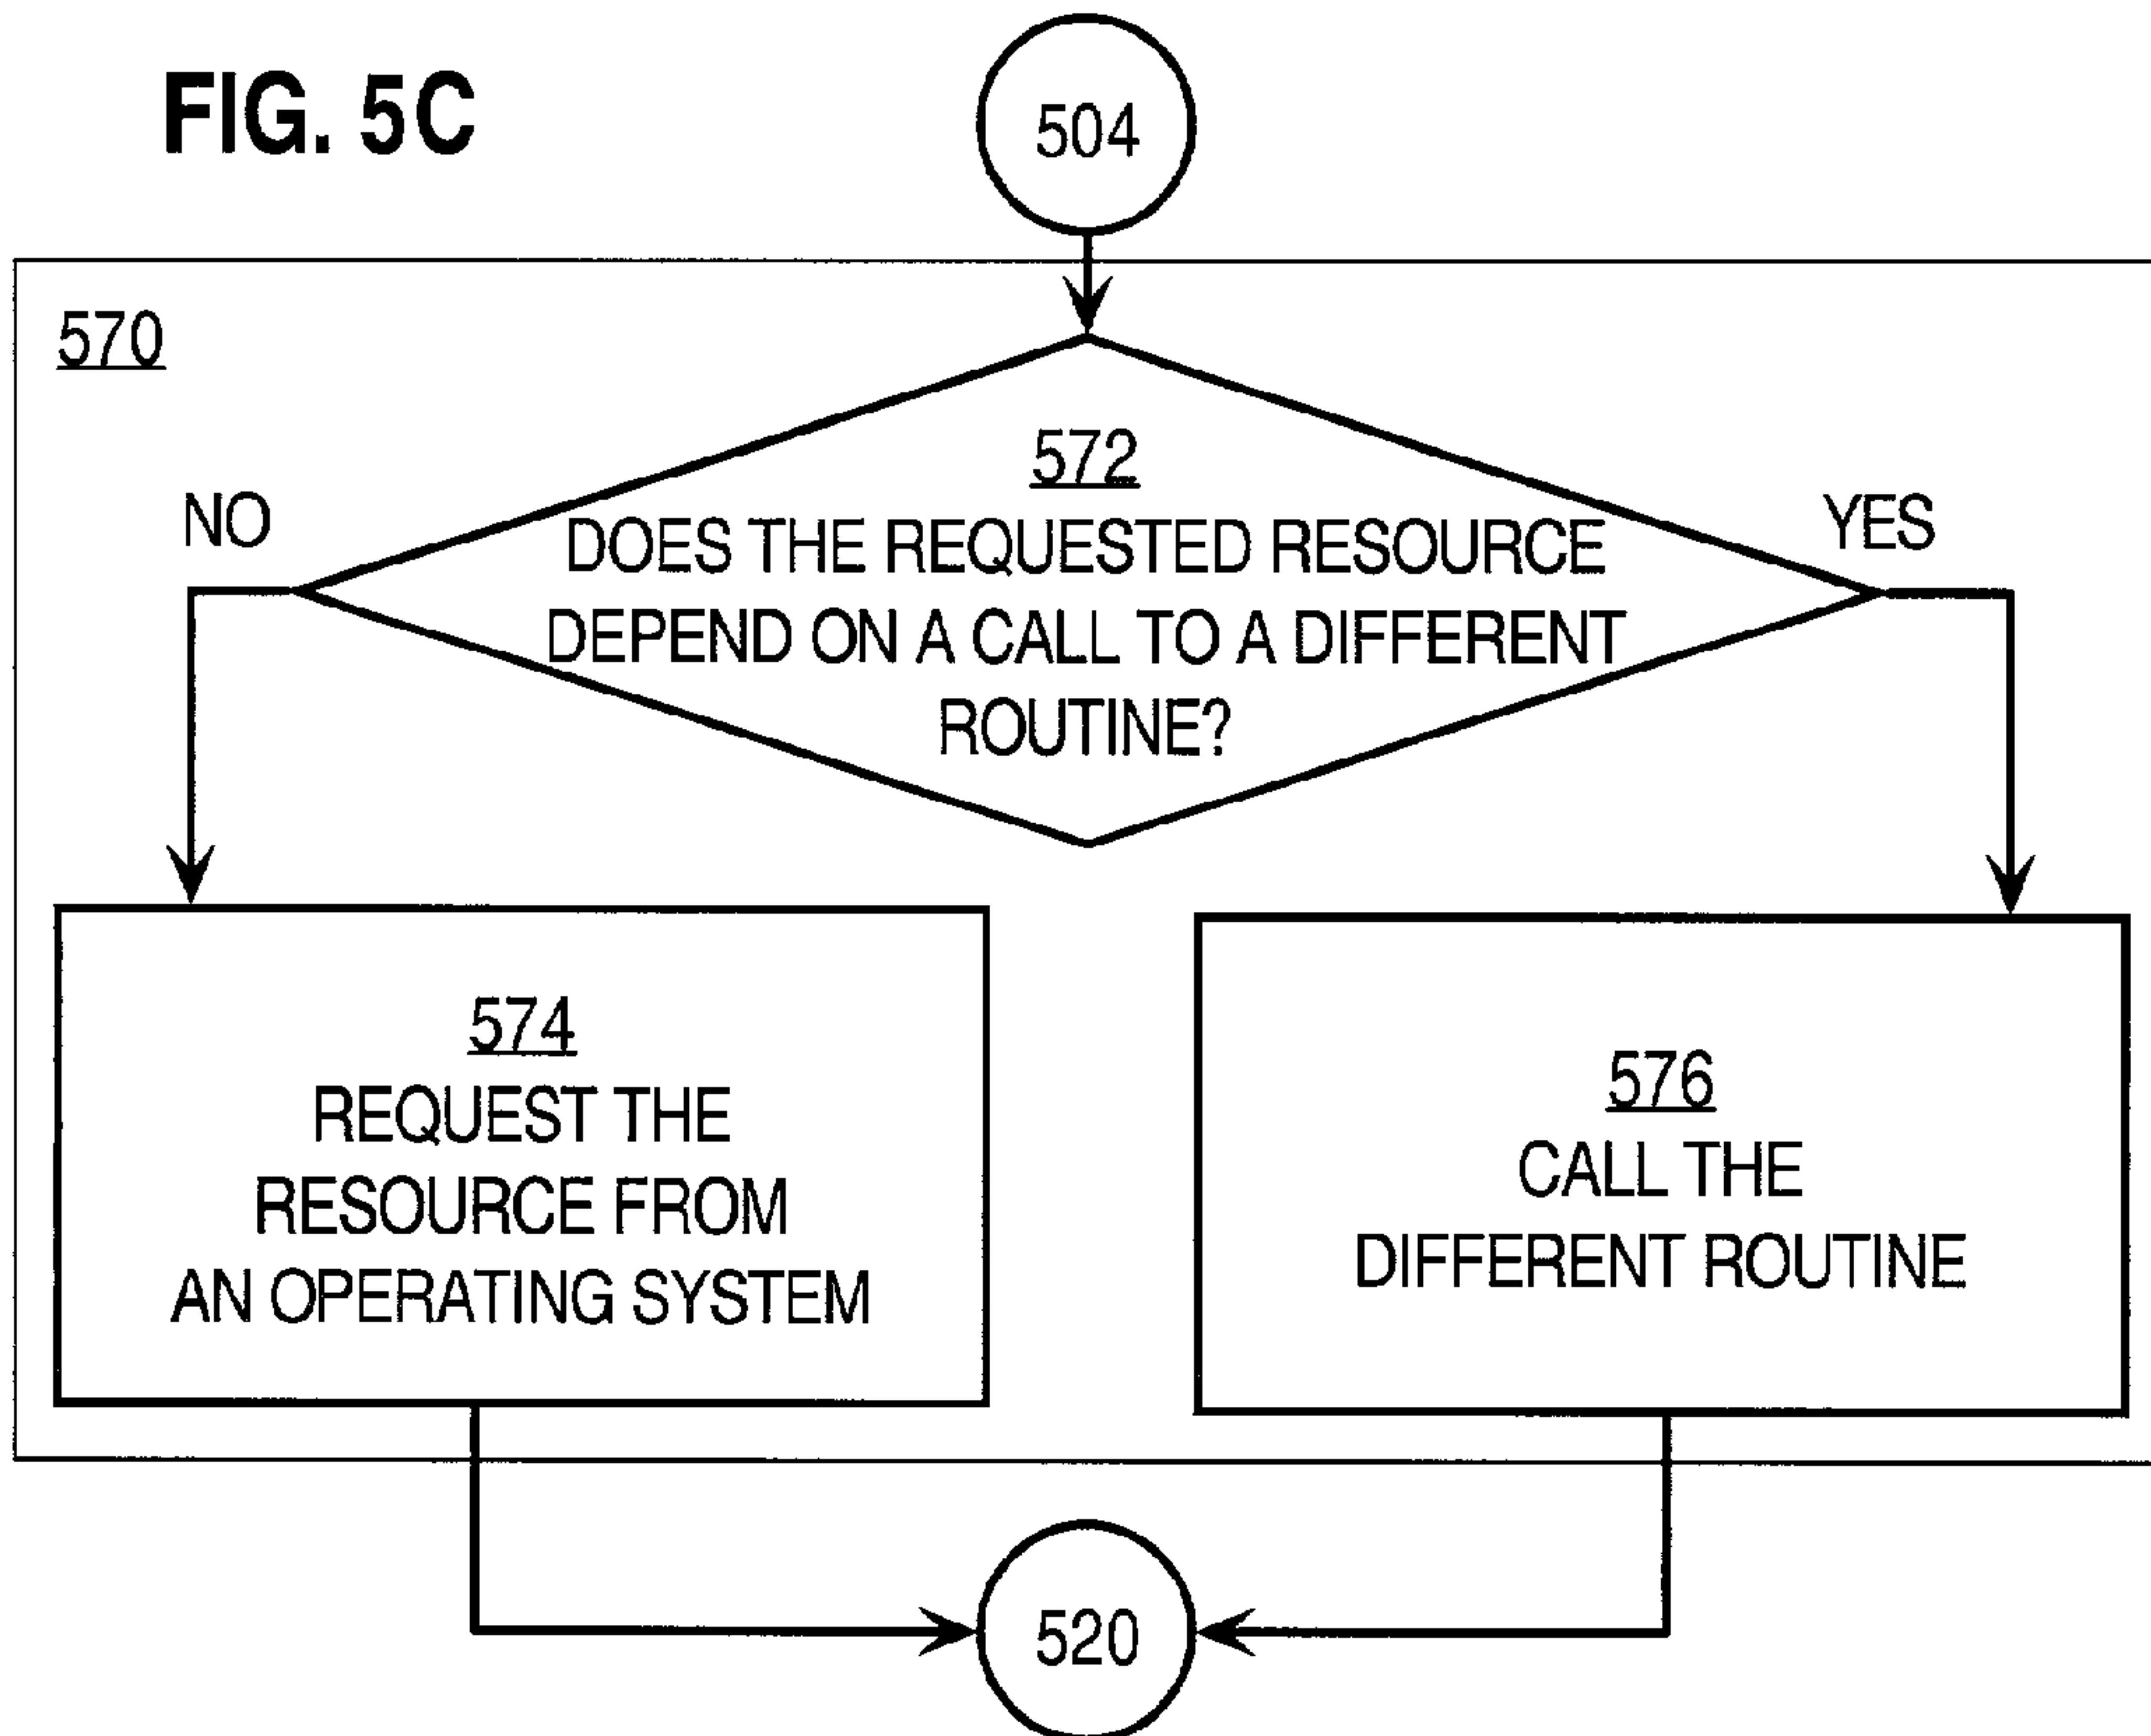 FIG. 5C
504
570
572
DOES THE REQUESTED RESOURCE
DEPEND ON A CALL TO A DIFFERENT
ROUTINE?
NO
YES
574
REQUEST THE
RESOURCE FROM
AN OPERATING SYSTEM
576
CALL THE
DIFFERENT ROUTINE
520